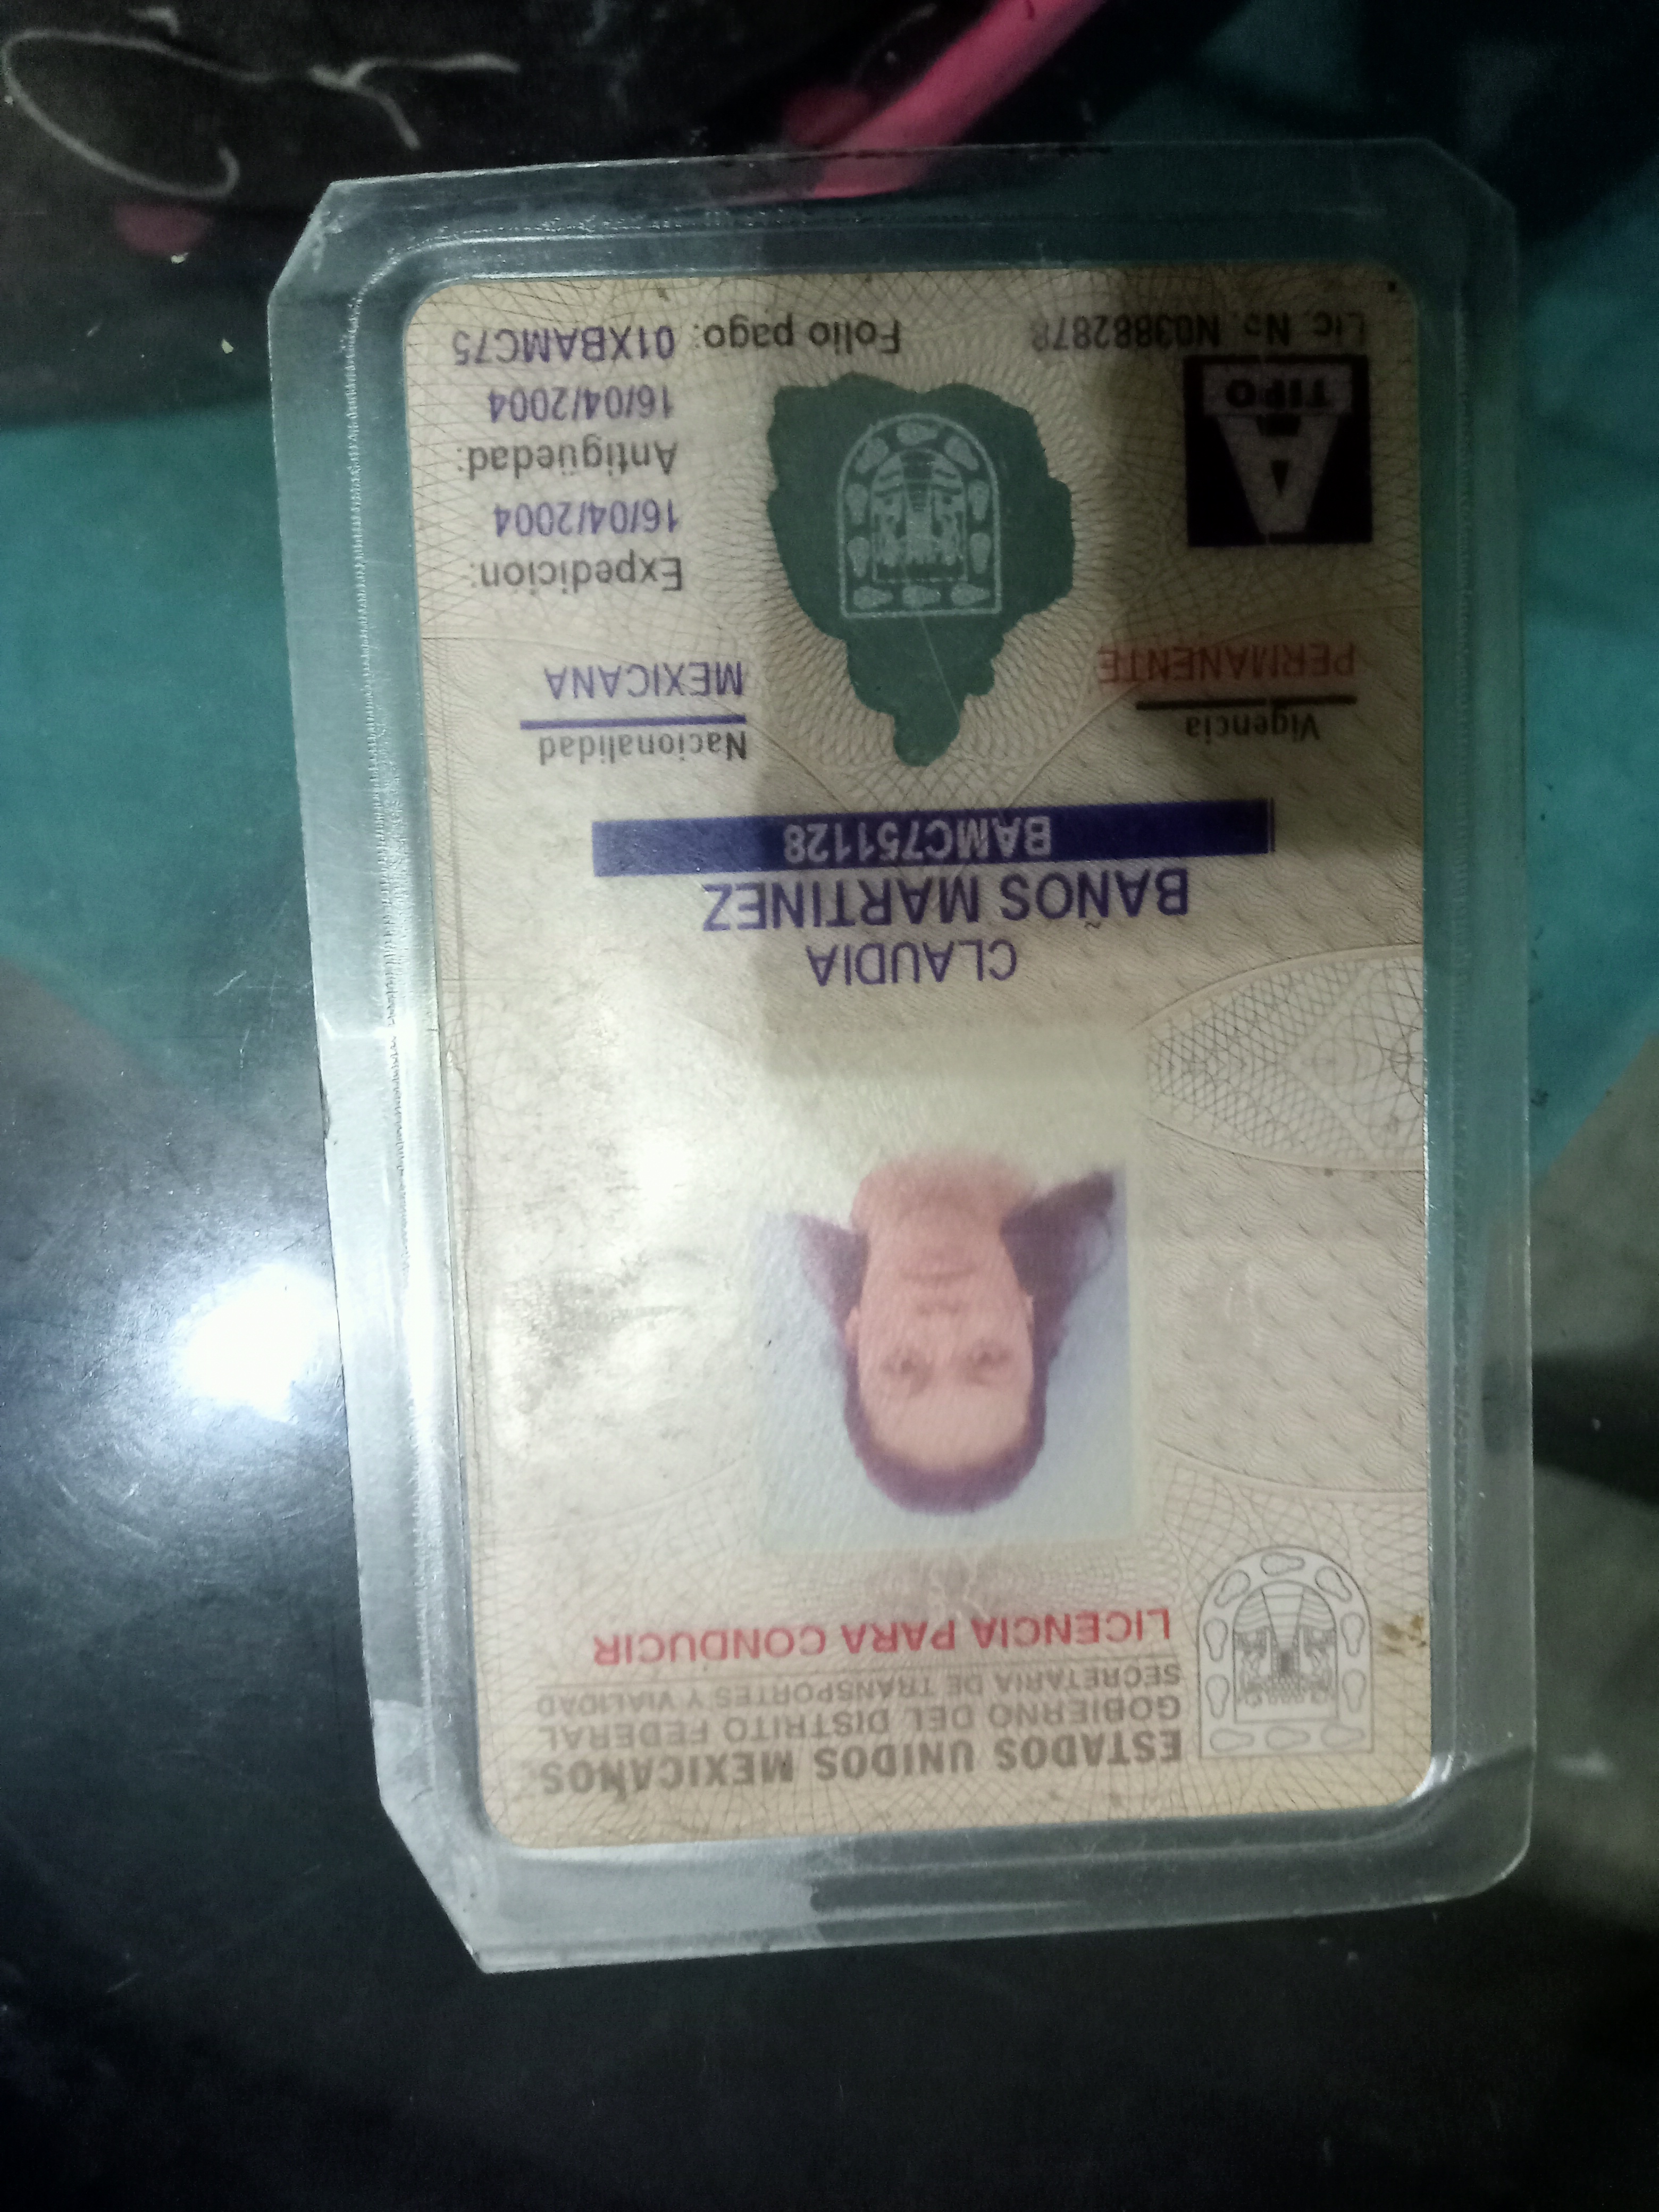 ESTADOS UNIDOS MEXICANOS
GOBIERNO DEL DISTRITO FEDERAL
SECRETARIA DE TRANSPORTES Y VIALIDAD
LICENCIA PARA CONDUCIR
CLAUDIA
BAÑOS MARTINEZ
BAMC751128
Vigencia
PERMANENTE
Nacionalidad
MEXICANA
Expedicion:
16/04/2004
Antigüedad:
16/04/2004
A
TIPO
Lic. No. N03882878
Folio pago: 01XBAMC75